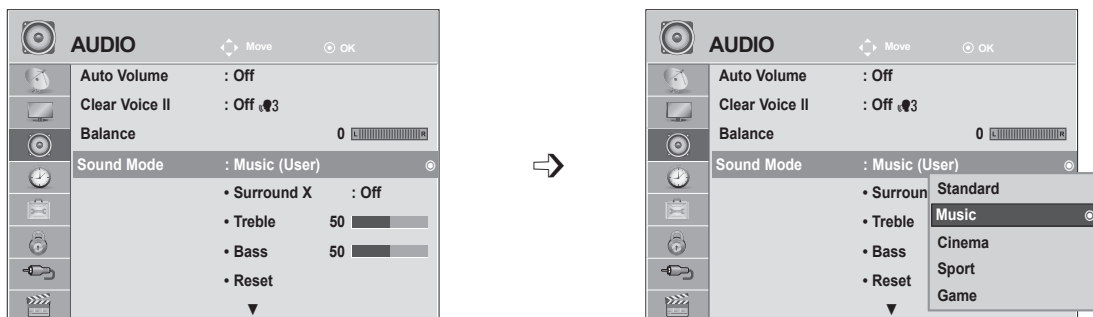 AUDIO Move OK
Auto Volume : Off
Clear Voice II : Off 3
Balance 0 L R
Sound Mode : Music (User)
• Surround X : Off
• Treble 50
• Bass 50
• Reset
AUDIO Move OK
Auto Volume : Off
Clear Voice II : Off 3
Balance 0 L R
Sound Mode : Music (User)
• Surroun
• Treble
• Bass
• Reset
Standard
Music
Cinema
Sport
Game